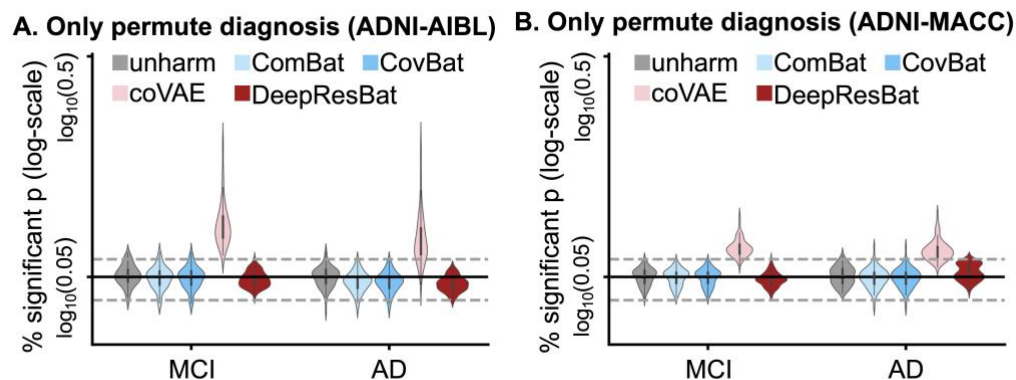 A. Only permute diagnosis (ADNI-AIBL)
% significant p (log-scale)
log10(0.5)
log10(0.05)
unharm ComBat CovBat
coVAE DeepResBat
MCI AD
B. Only permute diagnosis (ADNI-MACC)
% significant p (log-scale)
log10(0.5)
log10(0.05)
unharm ComBat CovBat
coVAE DeepResBat
MCI AD